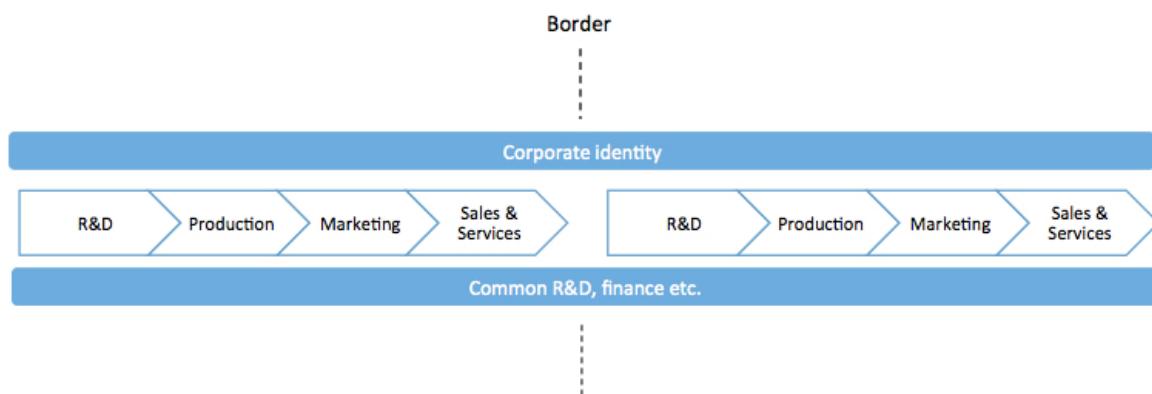 Border
Corporate identity
R&D
Production
Marketing
Sales &
Services
R&D
Production
Marketing
Sales &
Services
Common R&D, finance etc.